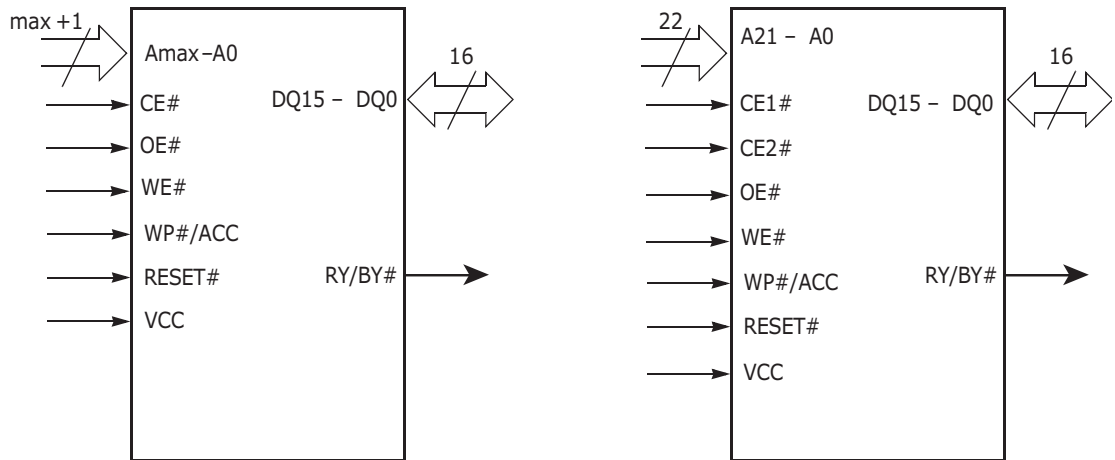 max +1
Amax–A0
16
CE#
DQ15 – DQ0
OE#
WE#
WP#/ACC
RESET#
RY/BY#
VCC
22
A21 – A0
16
CE1#
DQ15 – DQ0
CE2#
OE#
WE#
WP#/ACC
RY/BY#
RESET#
VCC